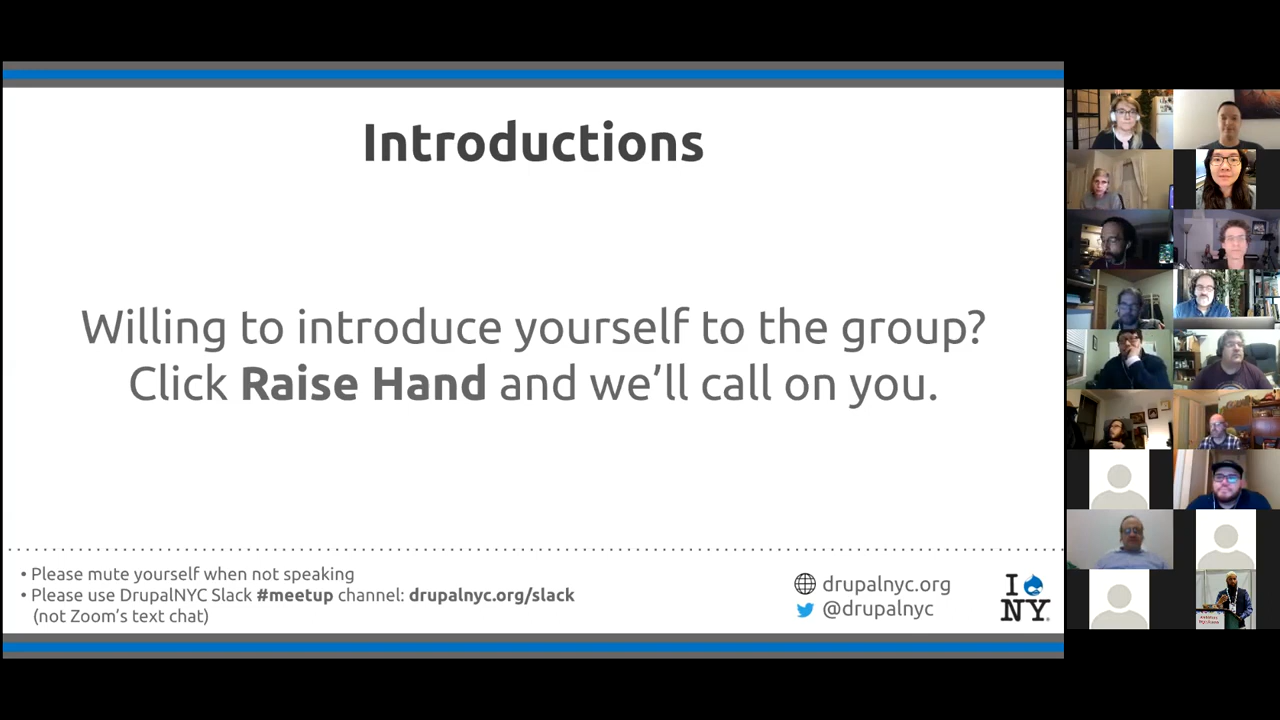 Introductions
Willing to introduce yourself to the group?
Click Raise Hand and we’ll call on you.
• Please mute yourself when not speaking
• Please use DrupalNYC Slack #meetup channel: drupalnyc.org/slack
(not Zoom’s text chat)
drupalnyc.org
@drupalnyc
I
NY